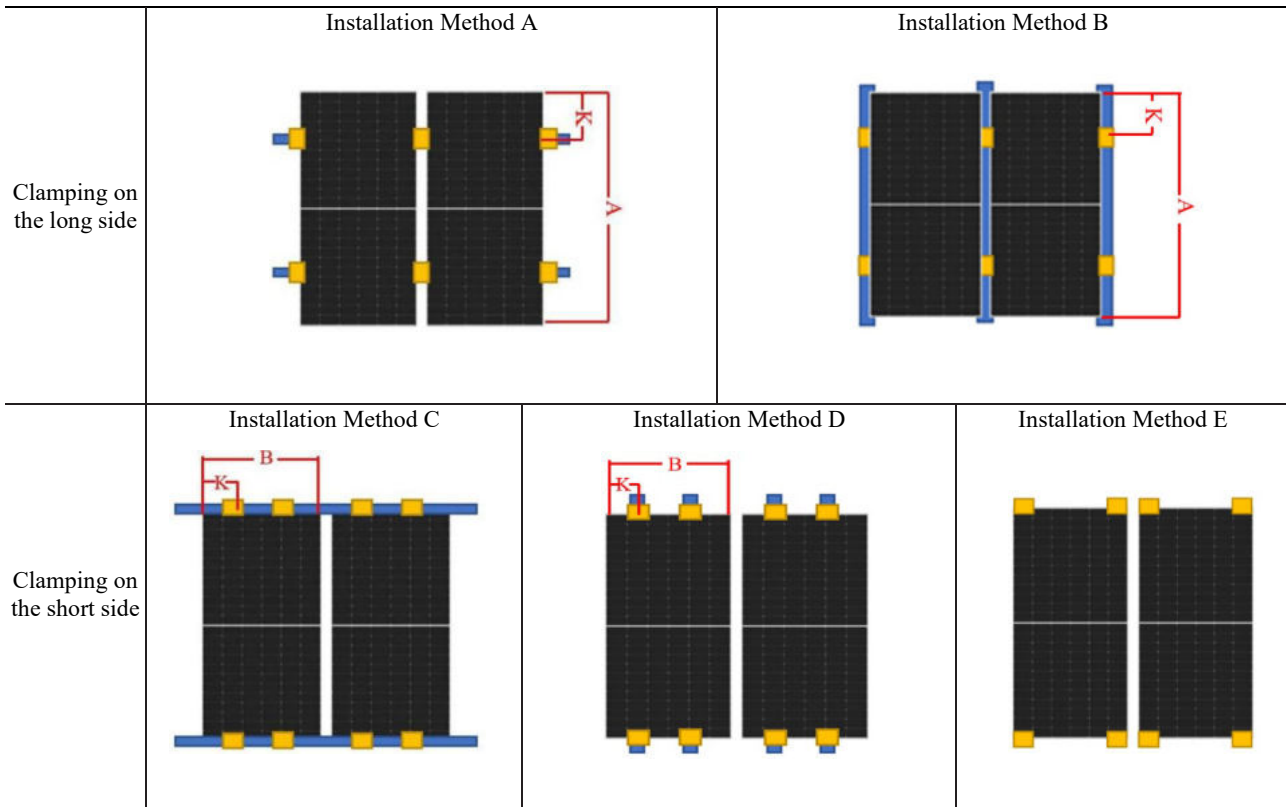 Installation Method A
Installation Method B
Clamping on
the long side
K
A
K
A
Installation Method C
Installation Method D
Installation Method E
Clamping on
the short side
B
K
B
K